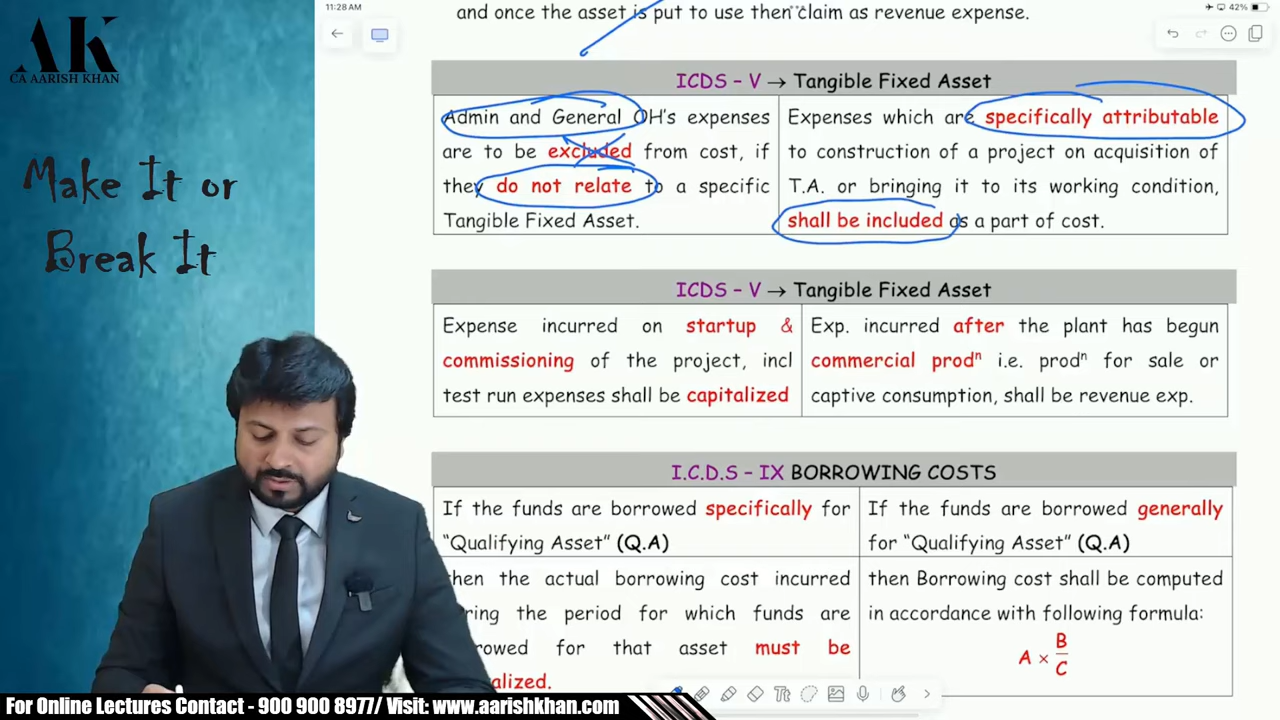 11:28 AM
42%
AK
CA AARISH KHAN
Make It or
Break It
and once the asset is put to use then claim as revenue expense.
ICDS – V → Tangible Fixed Asset
Admin and General OH's expenses
are to be excluded from cost, if
they do not relate to a specific
Tangible Fixed Asset.
Expenses which are specifically attributable
to construction of a project on acquisition of
T.A. or bringing it to its working condition,
shall be included as a part of cost.
ICDS – V → Tangible Fixed Asset
Expense incurred on startup &
commissioning of the project, incl
test run expenses shall be capitalized
Exp. incurred after the plant has begun
commercial prodⁿ i.e. prodⁿ for sale or
captive consumption, shall be revenue exp.
I.C.D.S – IX BORROWING COSTS
If the funds are borrowed specifically for
"Qualifying Asset" (Q.A)
If the funds are borrowed generally
for "Qualifying Asset" (Q.A)
then the actual borrowing cost incurred
the period for which funds are
for that asset must be
then Borrowing cost shall be computed
in accordance with following formula:
A × B/C
Tt
For Online Lectures Contact - 900 900 8977/ Visit: www.aarishkhan.com